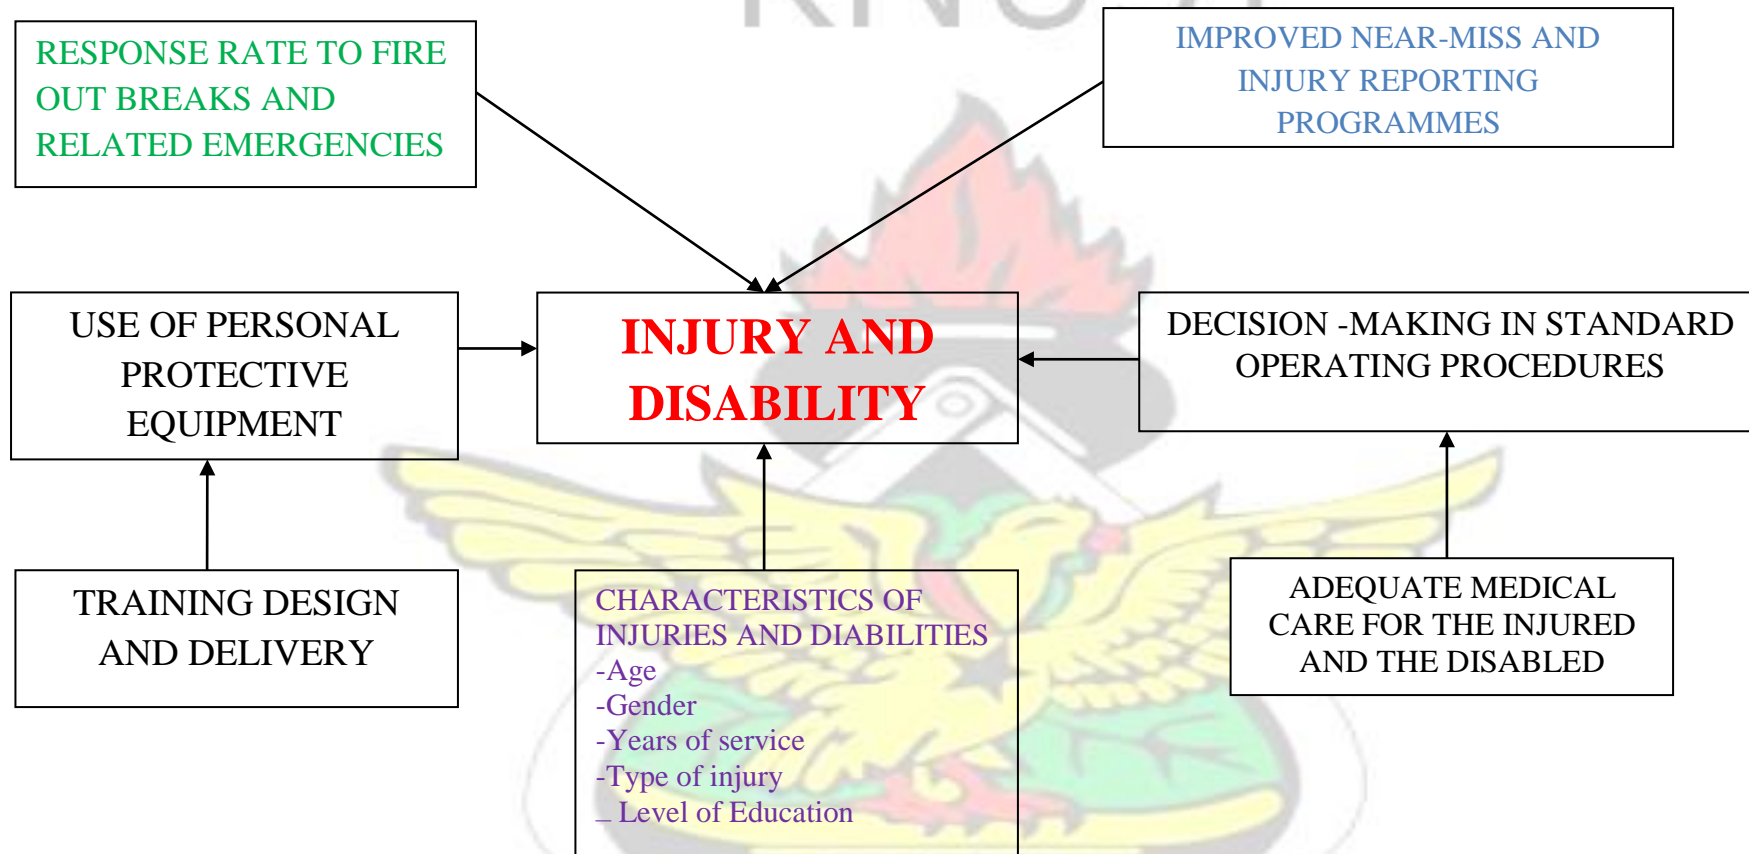 RESPONSE RATE TO FIRE
OUT BREAKS AND
RELATED EMERGENCIES
IMPROVED NEAR-MISS AND
INJURY REPORTING
PROGRAMMES
USE OF PERSONAL
PROTECTIVE
EQUIPMENT
INJURY AND
DISABILITY
DECISION -MAKING IN STANDARD
OPERATING PROCEDURES
TRAINING DESIGN
AND DELIVERY
CHARACTERISTICS OF
INJURIES AND DIABILITIES
-Age
-Gender
-Years of service
-Type of injury
_ Level of Education
ADEQUATE MEDICAL
CARE FOR THE INJURED
AND THE DISABLED